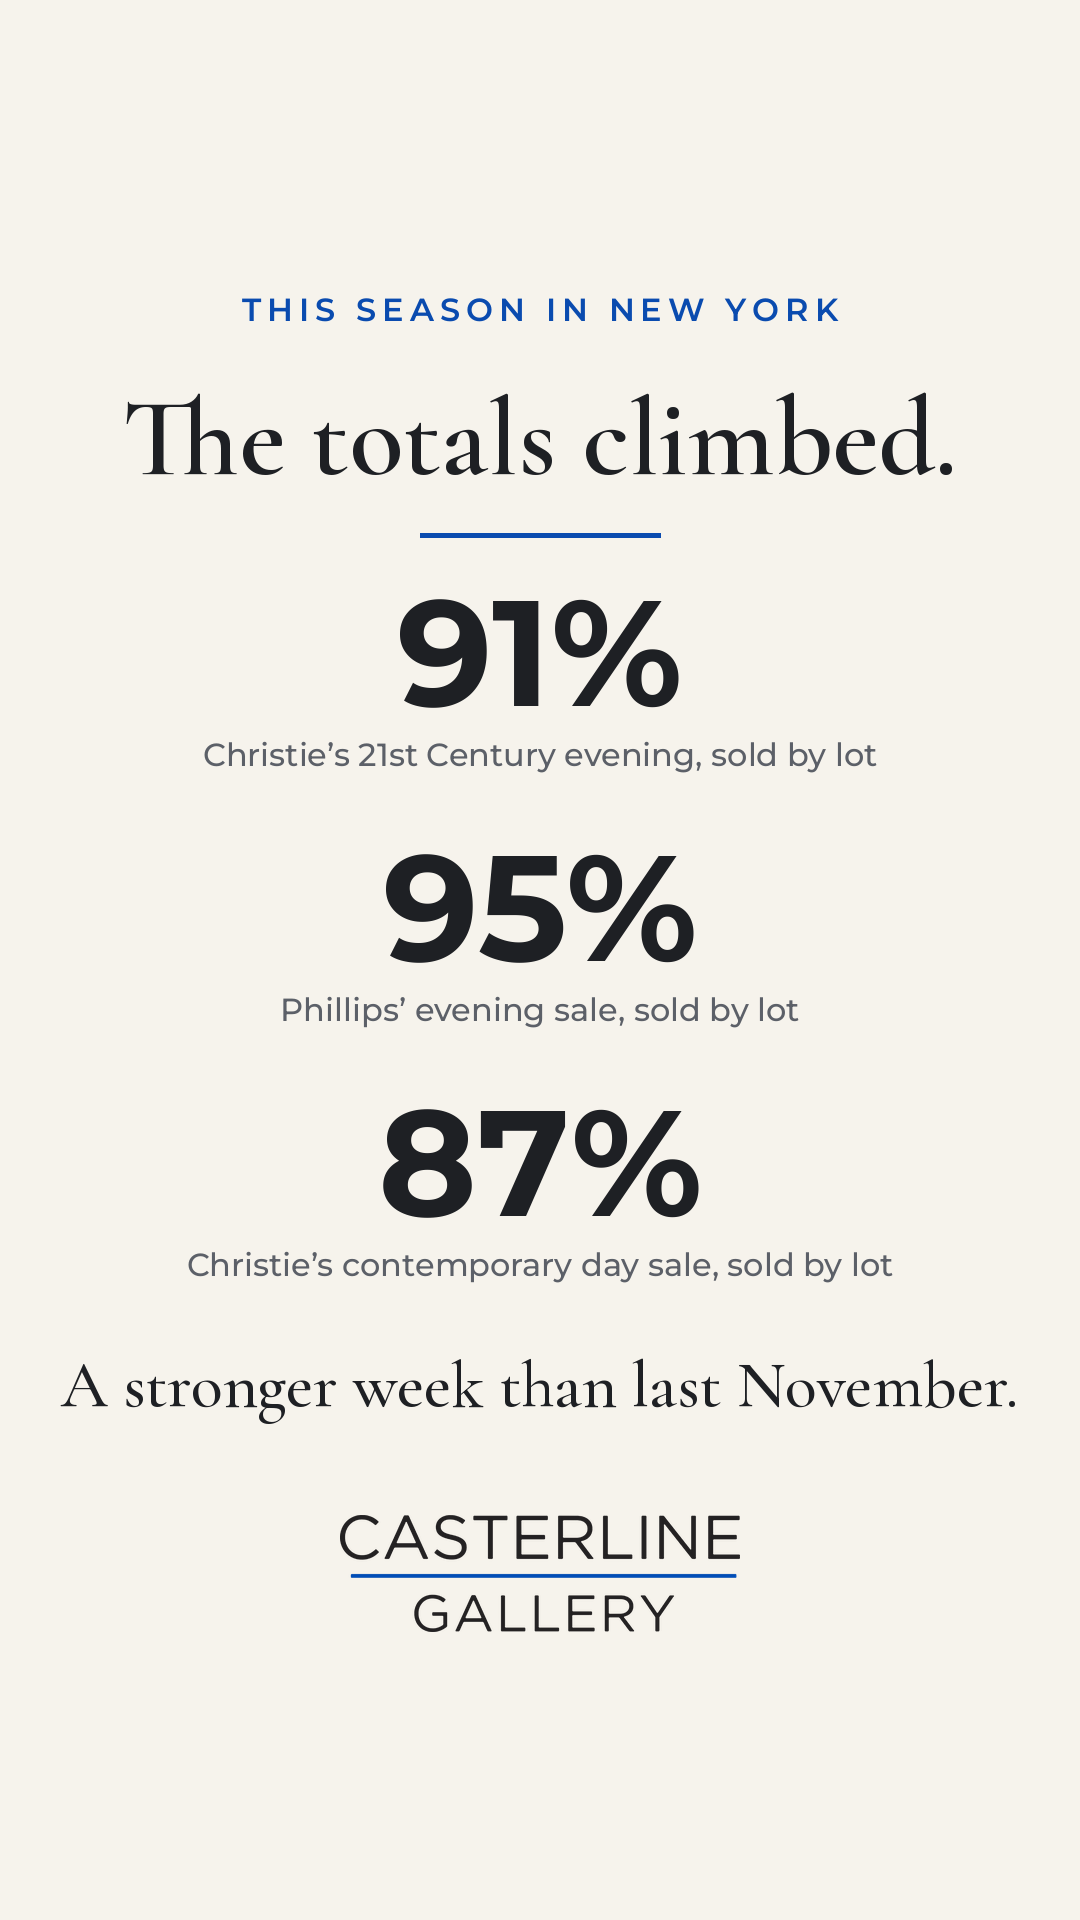 THIS SEASON IN NEW YORK
The totals climbed.
91%
Christie’s 21st Century evening, sold by lot
95%
Phillips’ evening sale, sold by lot
87%
Christie’s contemporary day sale, sold by lot
A stronger week than last November.
CASTERLINE
GALLERY